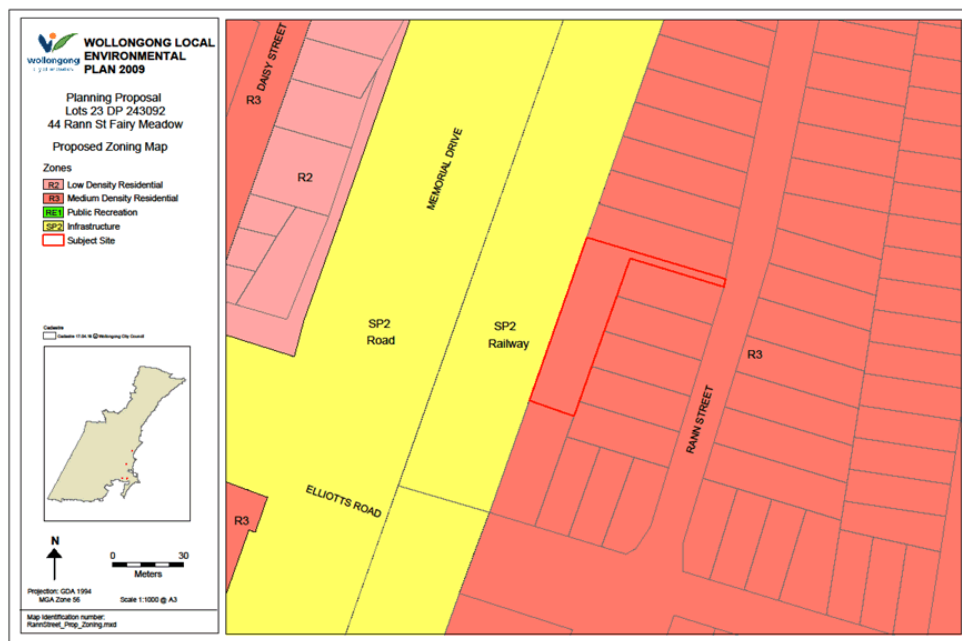 wollongong
WOLLONGONG LOCAL
ENVIRONMENTAL
PLAN 2009
Planning Proposal
Lots 23 DP 243092
44 Rann St Fairy Meadow
Proposed Zoning Map
Zones
R2 Low Density Residential
R3 Medium Density Residential
RE1 Public Recreation
SP2 Infrastructure
Subject Site
Cadastre
N
0 30
Meters
Projection: GDA 1994
MGA Zone 56
Scale 1:1000 @ A3
Map Identification number:
RannStreet_Prop_Zoning.mxd
DAISY STREET
R3
R2
MEMORIAL DRIVE
SP2
Road
SP2
Railway
R3
RANN STREET
ELLIOTTS ROAD
R3